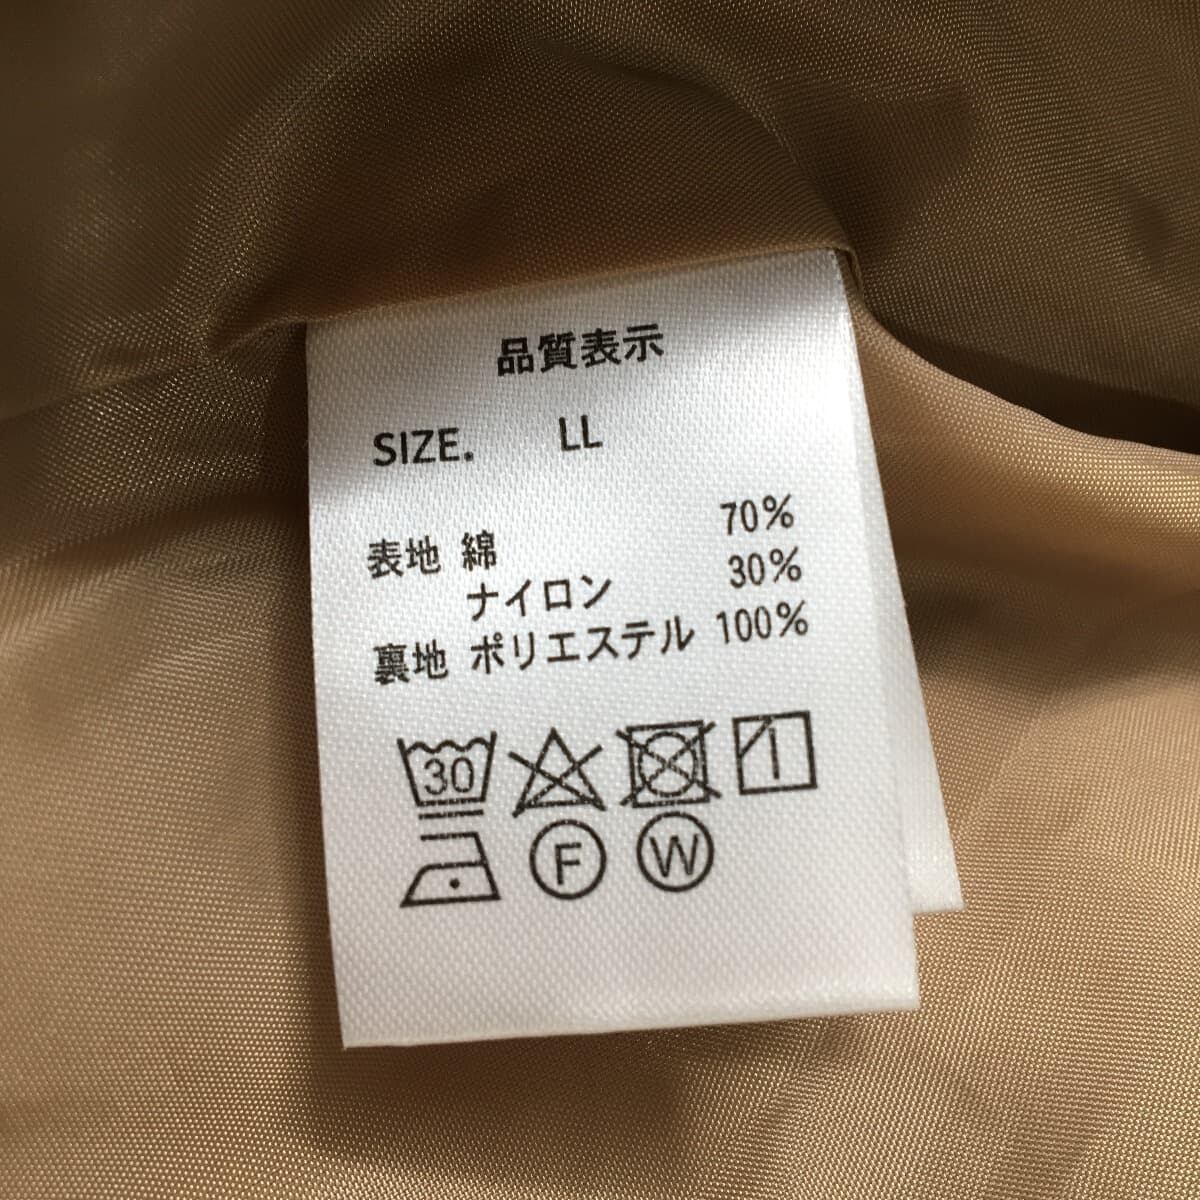 品質表示
SIZE. LL
表地 綿 70%
ナイロン 30%
裏地 ポリエステル 100%
30
F W